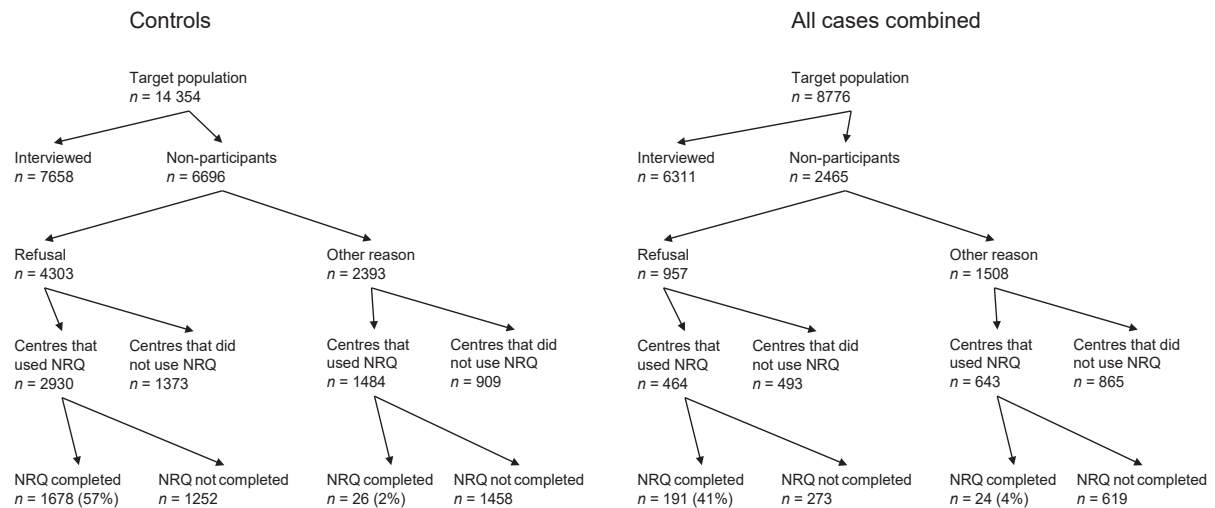 Controls
Target population
n = 14 354
Interviewed
n = 7658
Non-participants
n = 6696
Refusal
n = 4303
Other reason
n = 2393
Centres that
used NRQ
n = 2930
Centres that did
not use NRQ
n = 1373
Centres that
used NRQ
n = 1484
Centres that did
not use NRQ
n = 909
NRQ completed
n = 1678 (57%)
NRQ not completed
n = 1252
NRQ completed
n = 26 (2%)
NRQ not completed
n = 1458
All cases combined
Target population
n = 8776
Interviewed
n = 6311
Non-participants
n = 2465
Refusal
n = 957
Other reason
n = 1508
Centres that
used NRQ
n = 464
Centres that did
not use NRQ
n = 493
Centres that
used NRQ
n = 643
Centres that did
not use NRQ
n = 865
NRQ completed
n = 191 (41%)
NRQ not completed
n = 273
NRQ completed
n = 24 (4%)
NRQ not completed
n = 619